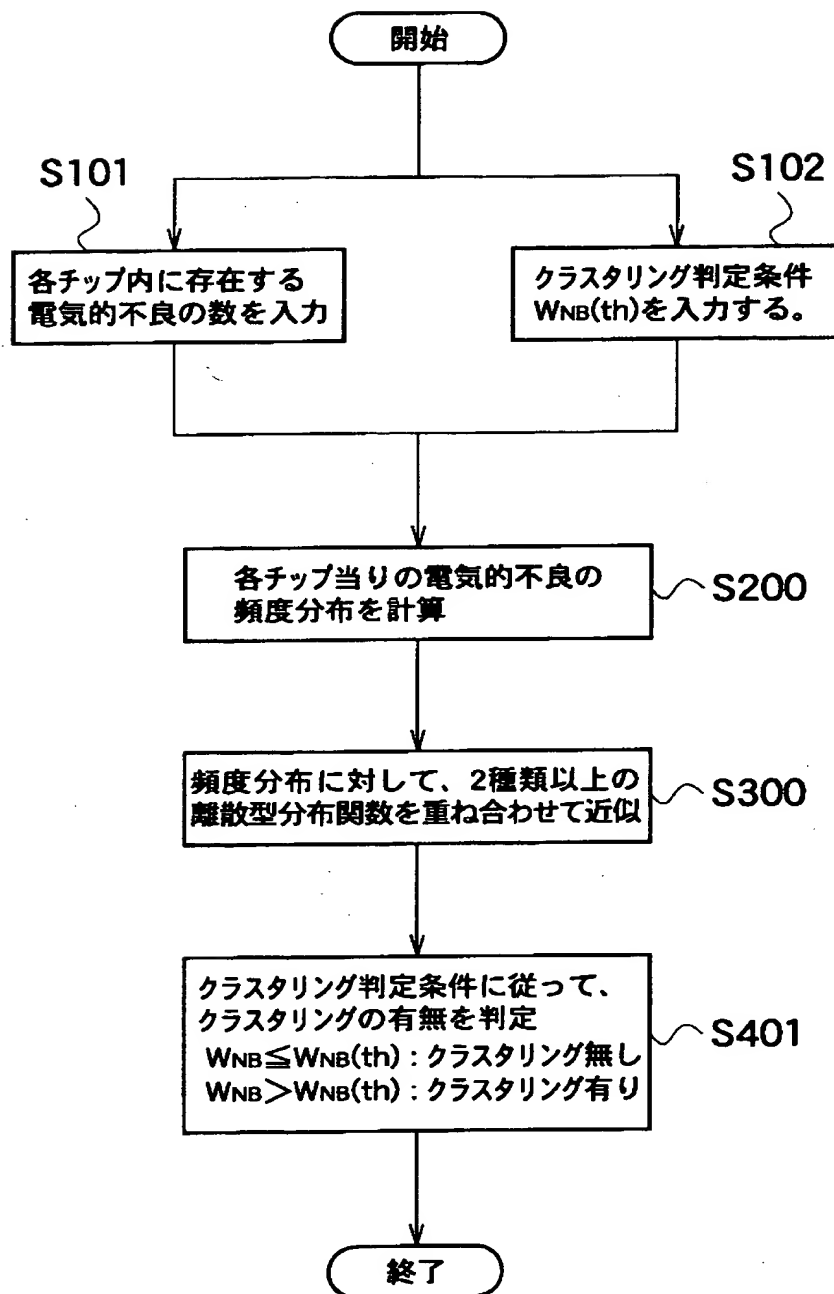 開始
S101
S102
各チップ内に存在する
電気的不良の数を入力
クラスタリング判定条件
WNB(th)を入力する。
各チップ当りの電気的不良の
頻度分布を計算
S200
頻度分布に対して、2種類以上の
離散型分布関数を重ね合わせて近似
S300
クラスタリング判定条件に従って、
クラスタリングの有無を判定
WNB≦WNB(th) : クラスタリング無し
WNB>WNB(th) : クラスタリング有り
S401
終了